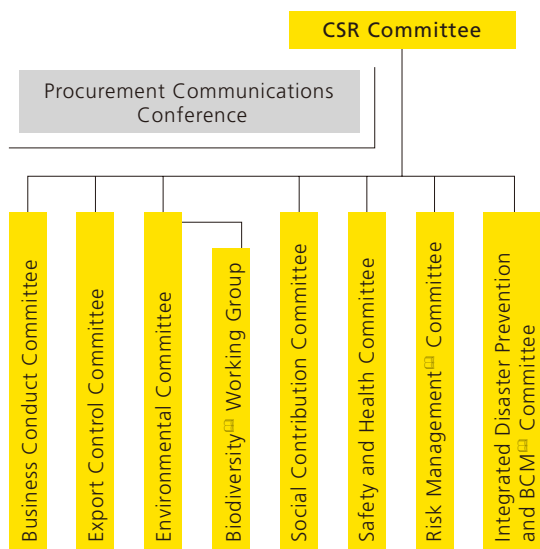 CSR Committee
Procurement Communications
Conference
Business Conduct Committee
Export Control Committee
Environmental Committee
Biodiversity Working Group
Social Contribution Committee
Safety and Health Committee
Risk Management Committee
Integrated Disaster Prevention
and BCM Committee